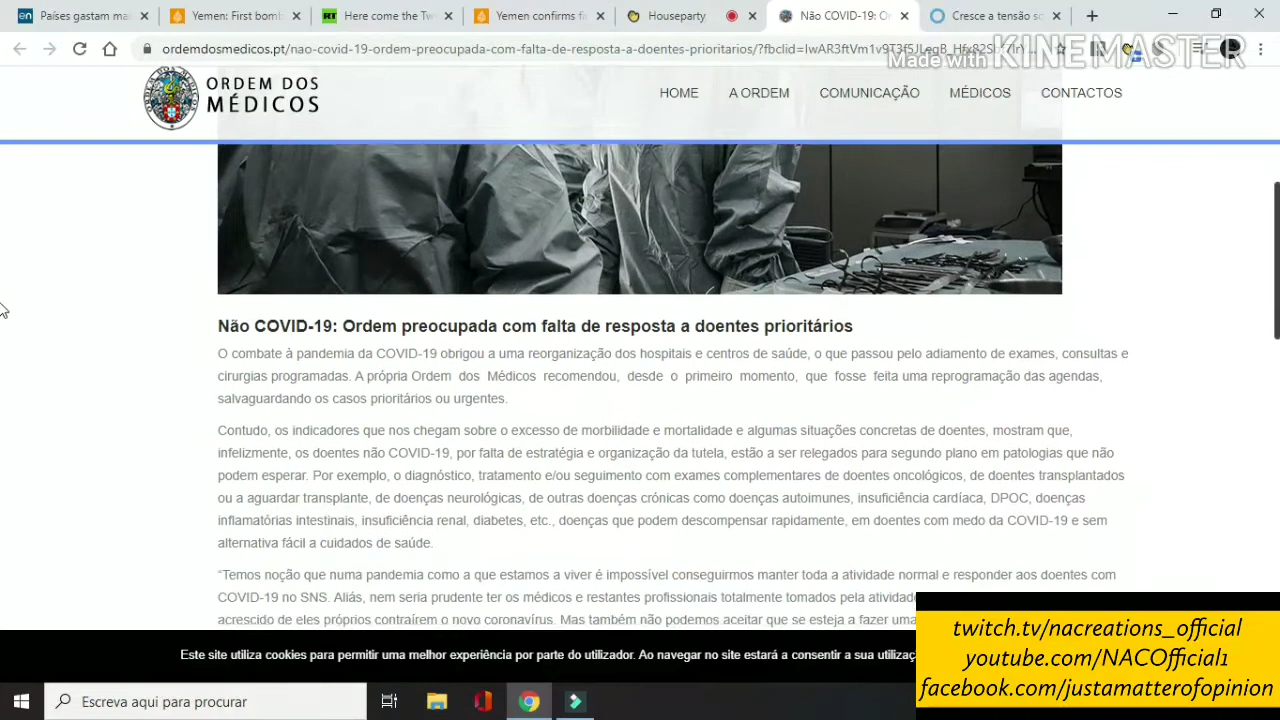 Países gastam mai
Yemen: First bomb
Here come the Tw
Yemen confirms fi
Houseparty
Não COVID-19: O
Cresce a tensão so
ordemdosmedicos.pt/nao-covid-19-ordem-preocupada-com-falta-de-resposta-a-doentes-prioritarios/?fbclid=
Made with KINEMASTER
ORDEM DOS
MÉDICOS
HOME A ORDEM COMUNICAÇÃO MÉDICOS CONTACTOS
Não COVID-19: Ordem preocupada com falta de resposta a doentes prioritários
O combate à pandemia da COVID-19 obrigou a uma reorganização dos hospitais e centros de saúde, o que passou pelo adiamento de exames, consultas e
cirurgias programadas. A própria Ordem dos Médicos recomendou, desde o primeiro momento, que fosse feita uma reprogramação das agendas,
salvaguardando os casos prioritários ou urgentes.
Contudo, os indicadores que nos chegam sobre o excesso de morbilidade e mortalidade e algumas situações concretas de doentes, mostram que,
infelizmente, os doentes não COVID-19, por falta de estratégia e organização da tutela, estão a ser relegados para segundo plano em patologias que não
podem esperar. Por exemplo, o diagnóstico, tratamento e/ou seguimento com exames complementares de doentes oncológicos, de doentes transplantados
ou a aguardar transplante, de doenças neurológicas, de outras doenças crónicas como doenças autoimunes, insuficiência cardíaca, DPOC, doenças
inflamatórias intestinais, insuficiência renal, diabetes, etc., doenças que podem descompensar rapidamente, em doentes com medo da COVID-19 e sem
alternativa fácil a cuidados de saúde.
“Temos noção que numa pandemia como a que estamos a viver é impossível conseguirmos manter toda a atividade normal e responder aos doentes com
COVID-19 no SNS. Aliás, nem seria prudente ter os médicos e restantes profissionais totalmente tomados pela atividade
acrescido de eles próprios contraírem o novo coronavírus. Mas também não podemos aceitar que se esteja a fazer uma
Este site utiliza cookies para permitir uma melhor experiência por parte do utilizador. Ao navegar no site estará a consentir a sua utilizaç
twitch.tv/nacreations_official
youtube.com/NACOfficial1
facebook.com/justamatterofopinion
Escreva aqui para procurar